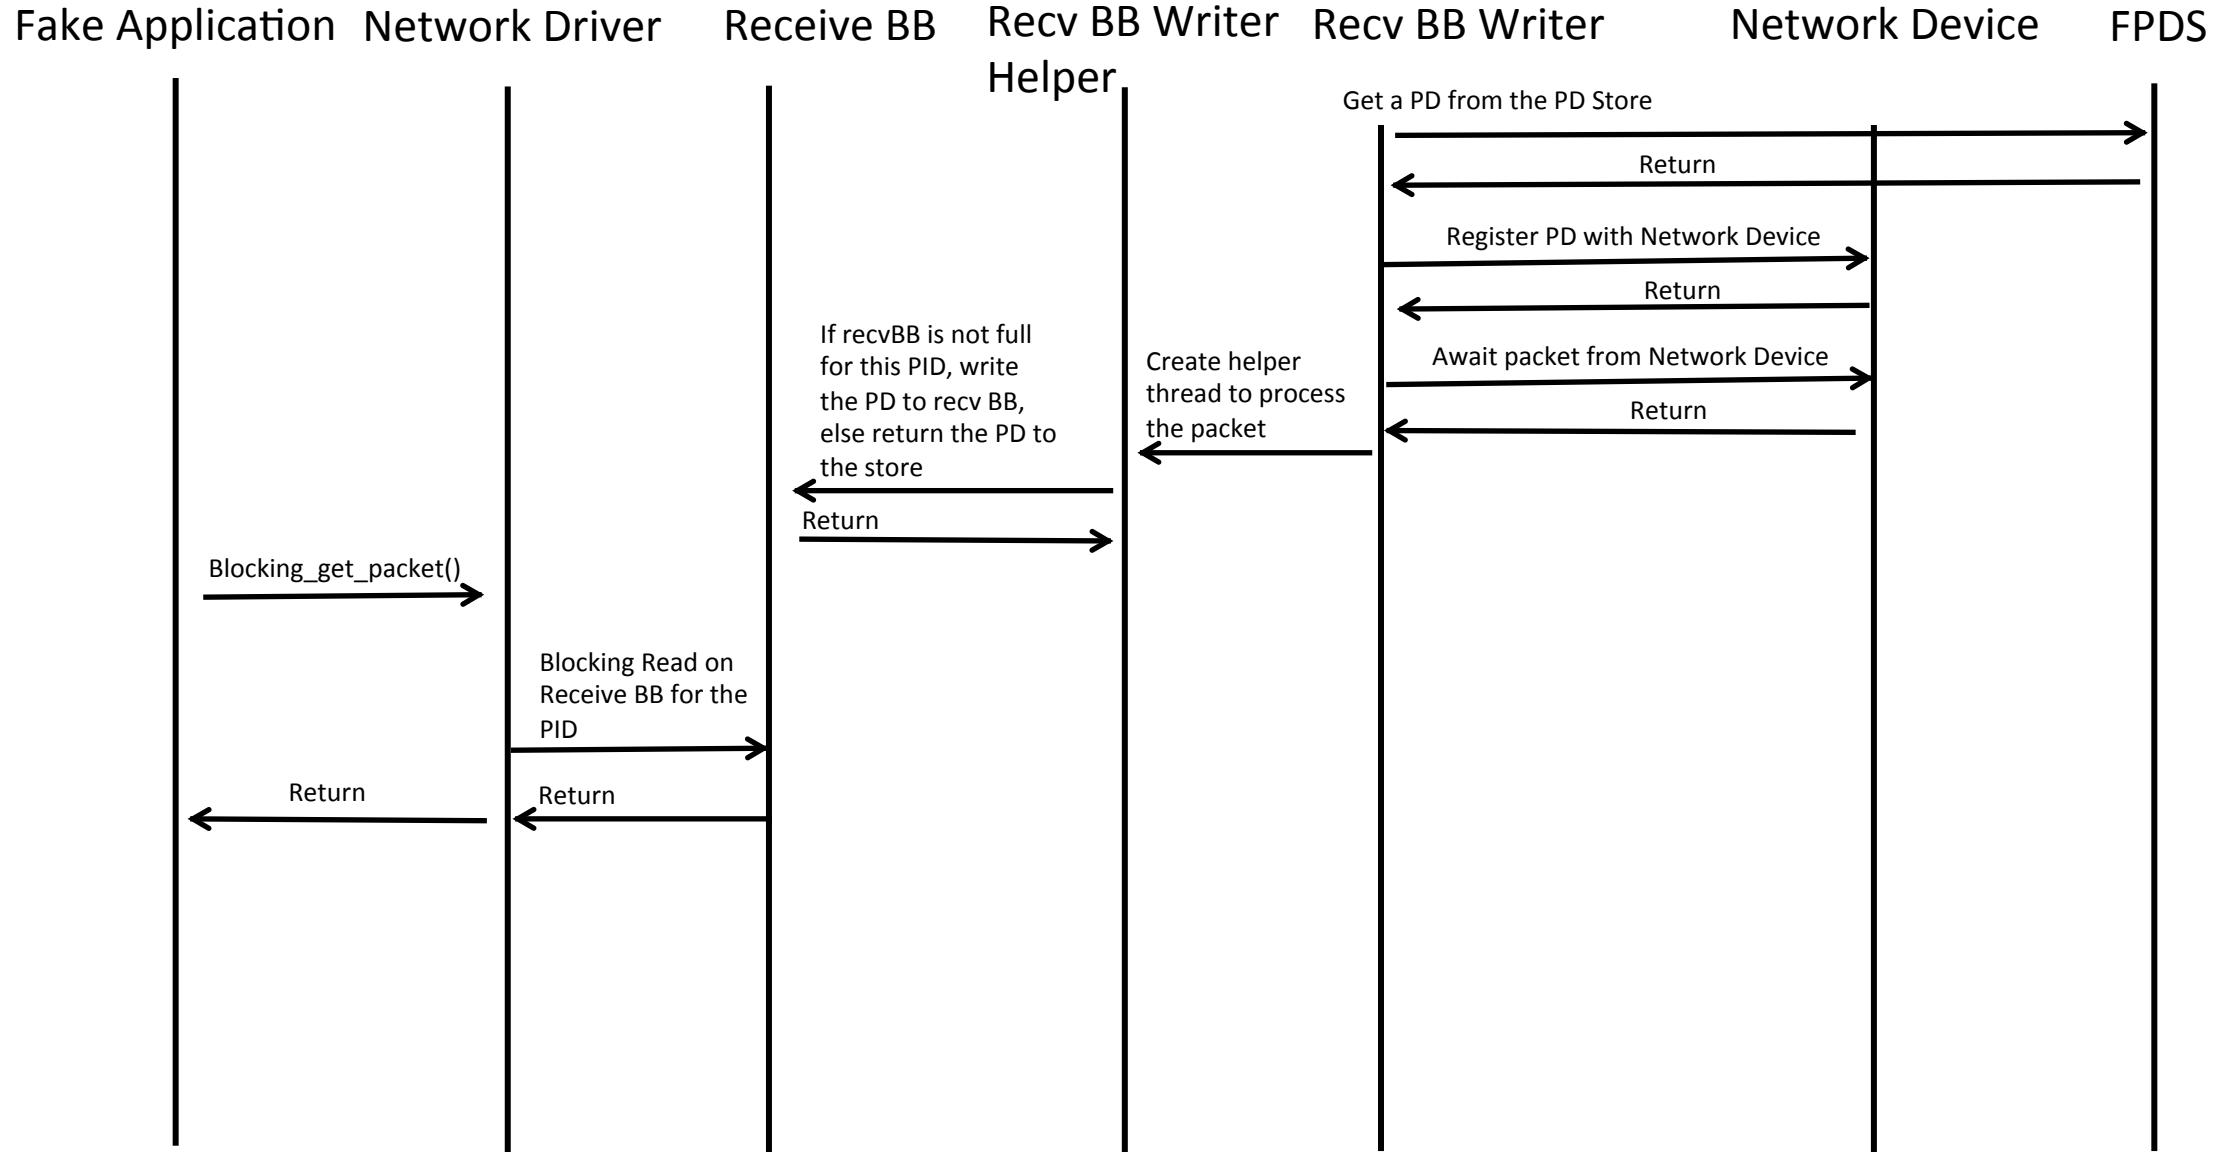 Fake Application
Network Driver
Receive BB
Recv BB Writer
Helper
Recv BB Writer
Network Device
FPDS
Get a PD from the PD Store
Return
Register PD with Network Device
Return
Await packet from Network Device
Return
Create helper
thread to process
the packet
If recvBB is not full
for this PID, write
the PD to recv BB,
else return the PD to
the store
Return
Blocking_get_packet()
Blocking Read on
Receive BB for the
PID
Return
Return